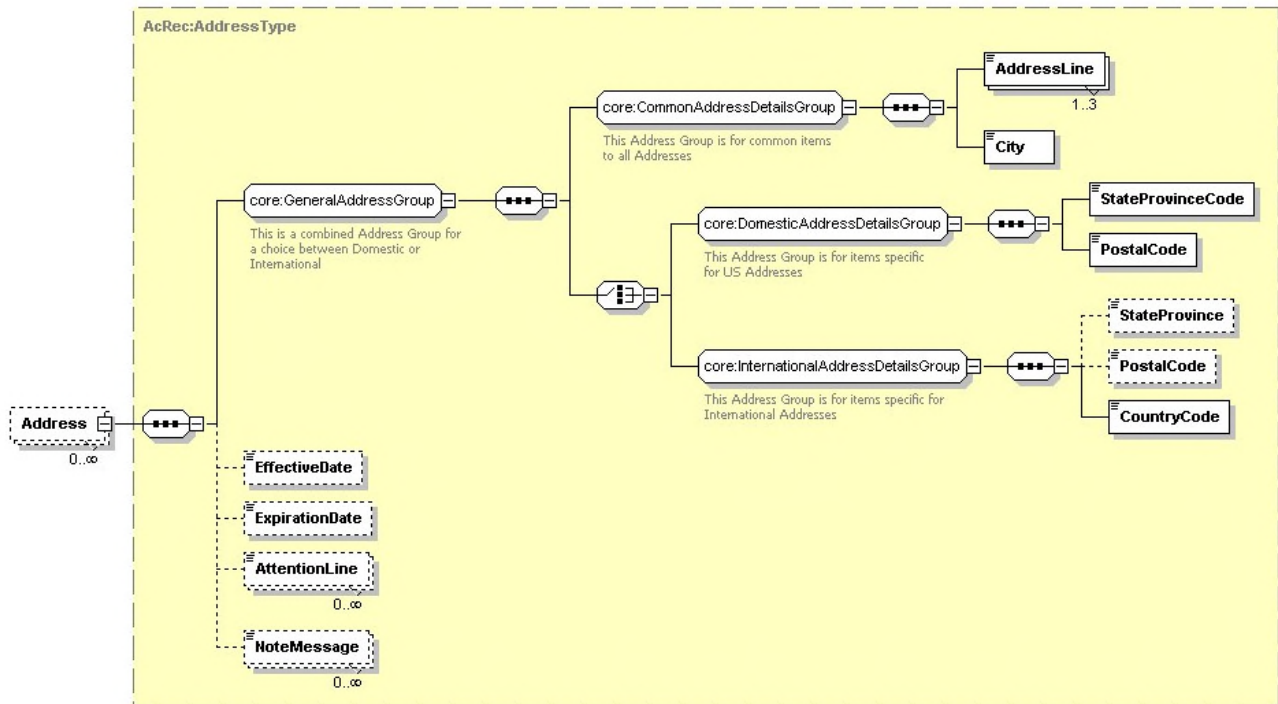 AcRec:AddressType
AddressLine
1..3
core:CommonAddressDetailsGroup
This Address Group is for common items
to all Addresses
City
core:GeneralAddressGroup
This is a combined Address Group for
a choice between Domestic or
International
core:DomesticAddressDetailsGroup
This Address Group is for items specific
for US Addresses
StateProvinceCode
PostalCode
StateProvince
core:InternationalAddressDetailsGroup
This Address Group is for items specific for
International Addresses
PostalCode
CountryCode
Address
0..∞
EffectiveDate
ExpirationDate
AttentionLine
0..∞
NoteMessage
0..∞